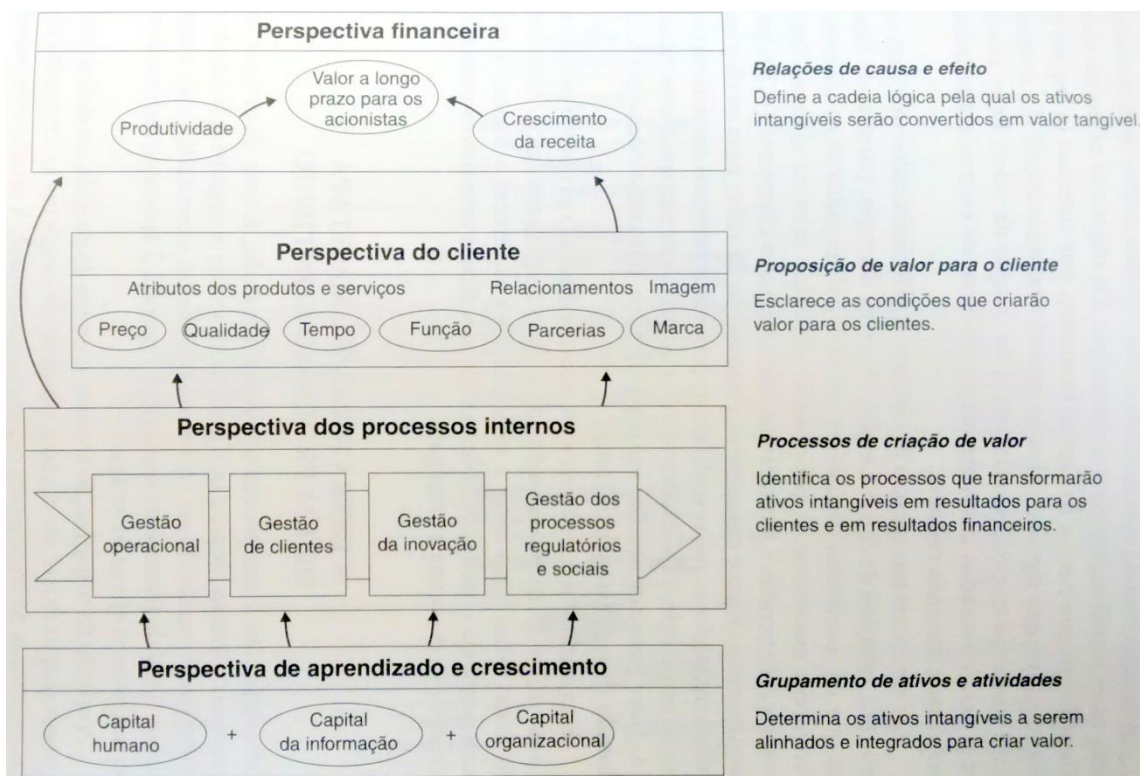 Perspectiva financeira
Valor a longo
prazo para os
acionistas
Produtividade
Crescimento
da receita
Relações de causa e efeito
Define a cadeia lógica pela qual os ativos
intangíveis serão convertidos em valor tangível.
Perspectiva do cliente
Atributos dos produtos e serviços Relacionamentos Imagem
Preço Qualidade Tempo Função Parcerias Marca
Proposição de valor para o cliente
Esclarece as condições que criarão
valor para os clientes.
Perspectiva dos processos internos
Gestão
operacional
Gestão
de clientes
Gestão
da inovação
Gestão dos
processos
regulatórios
e sociais
Processos de criação de valor
Identifica os processos que transformarão
ativos intangíveis em resultados para os
clientes e em resultados financeiros.
Perspectiva de aprendizado e crescimento
Capital
humano
+
Capital
da informação
+
Capital
organizacional
Grupamento de ativos e atividades
Determina os ativos intangíveis a serem
alinhados e integrados para criar valor.